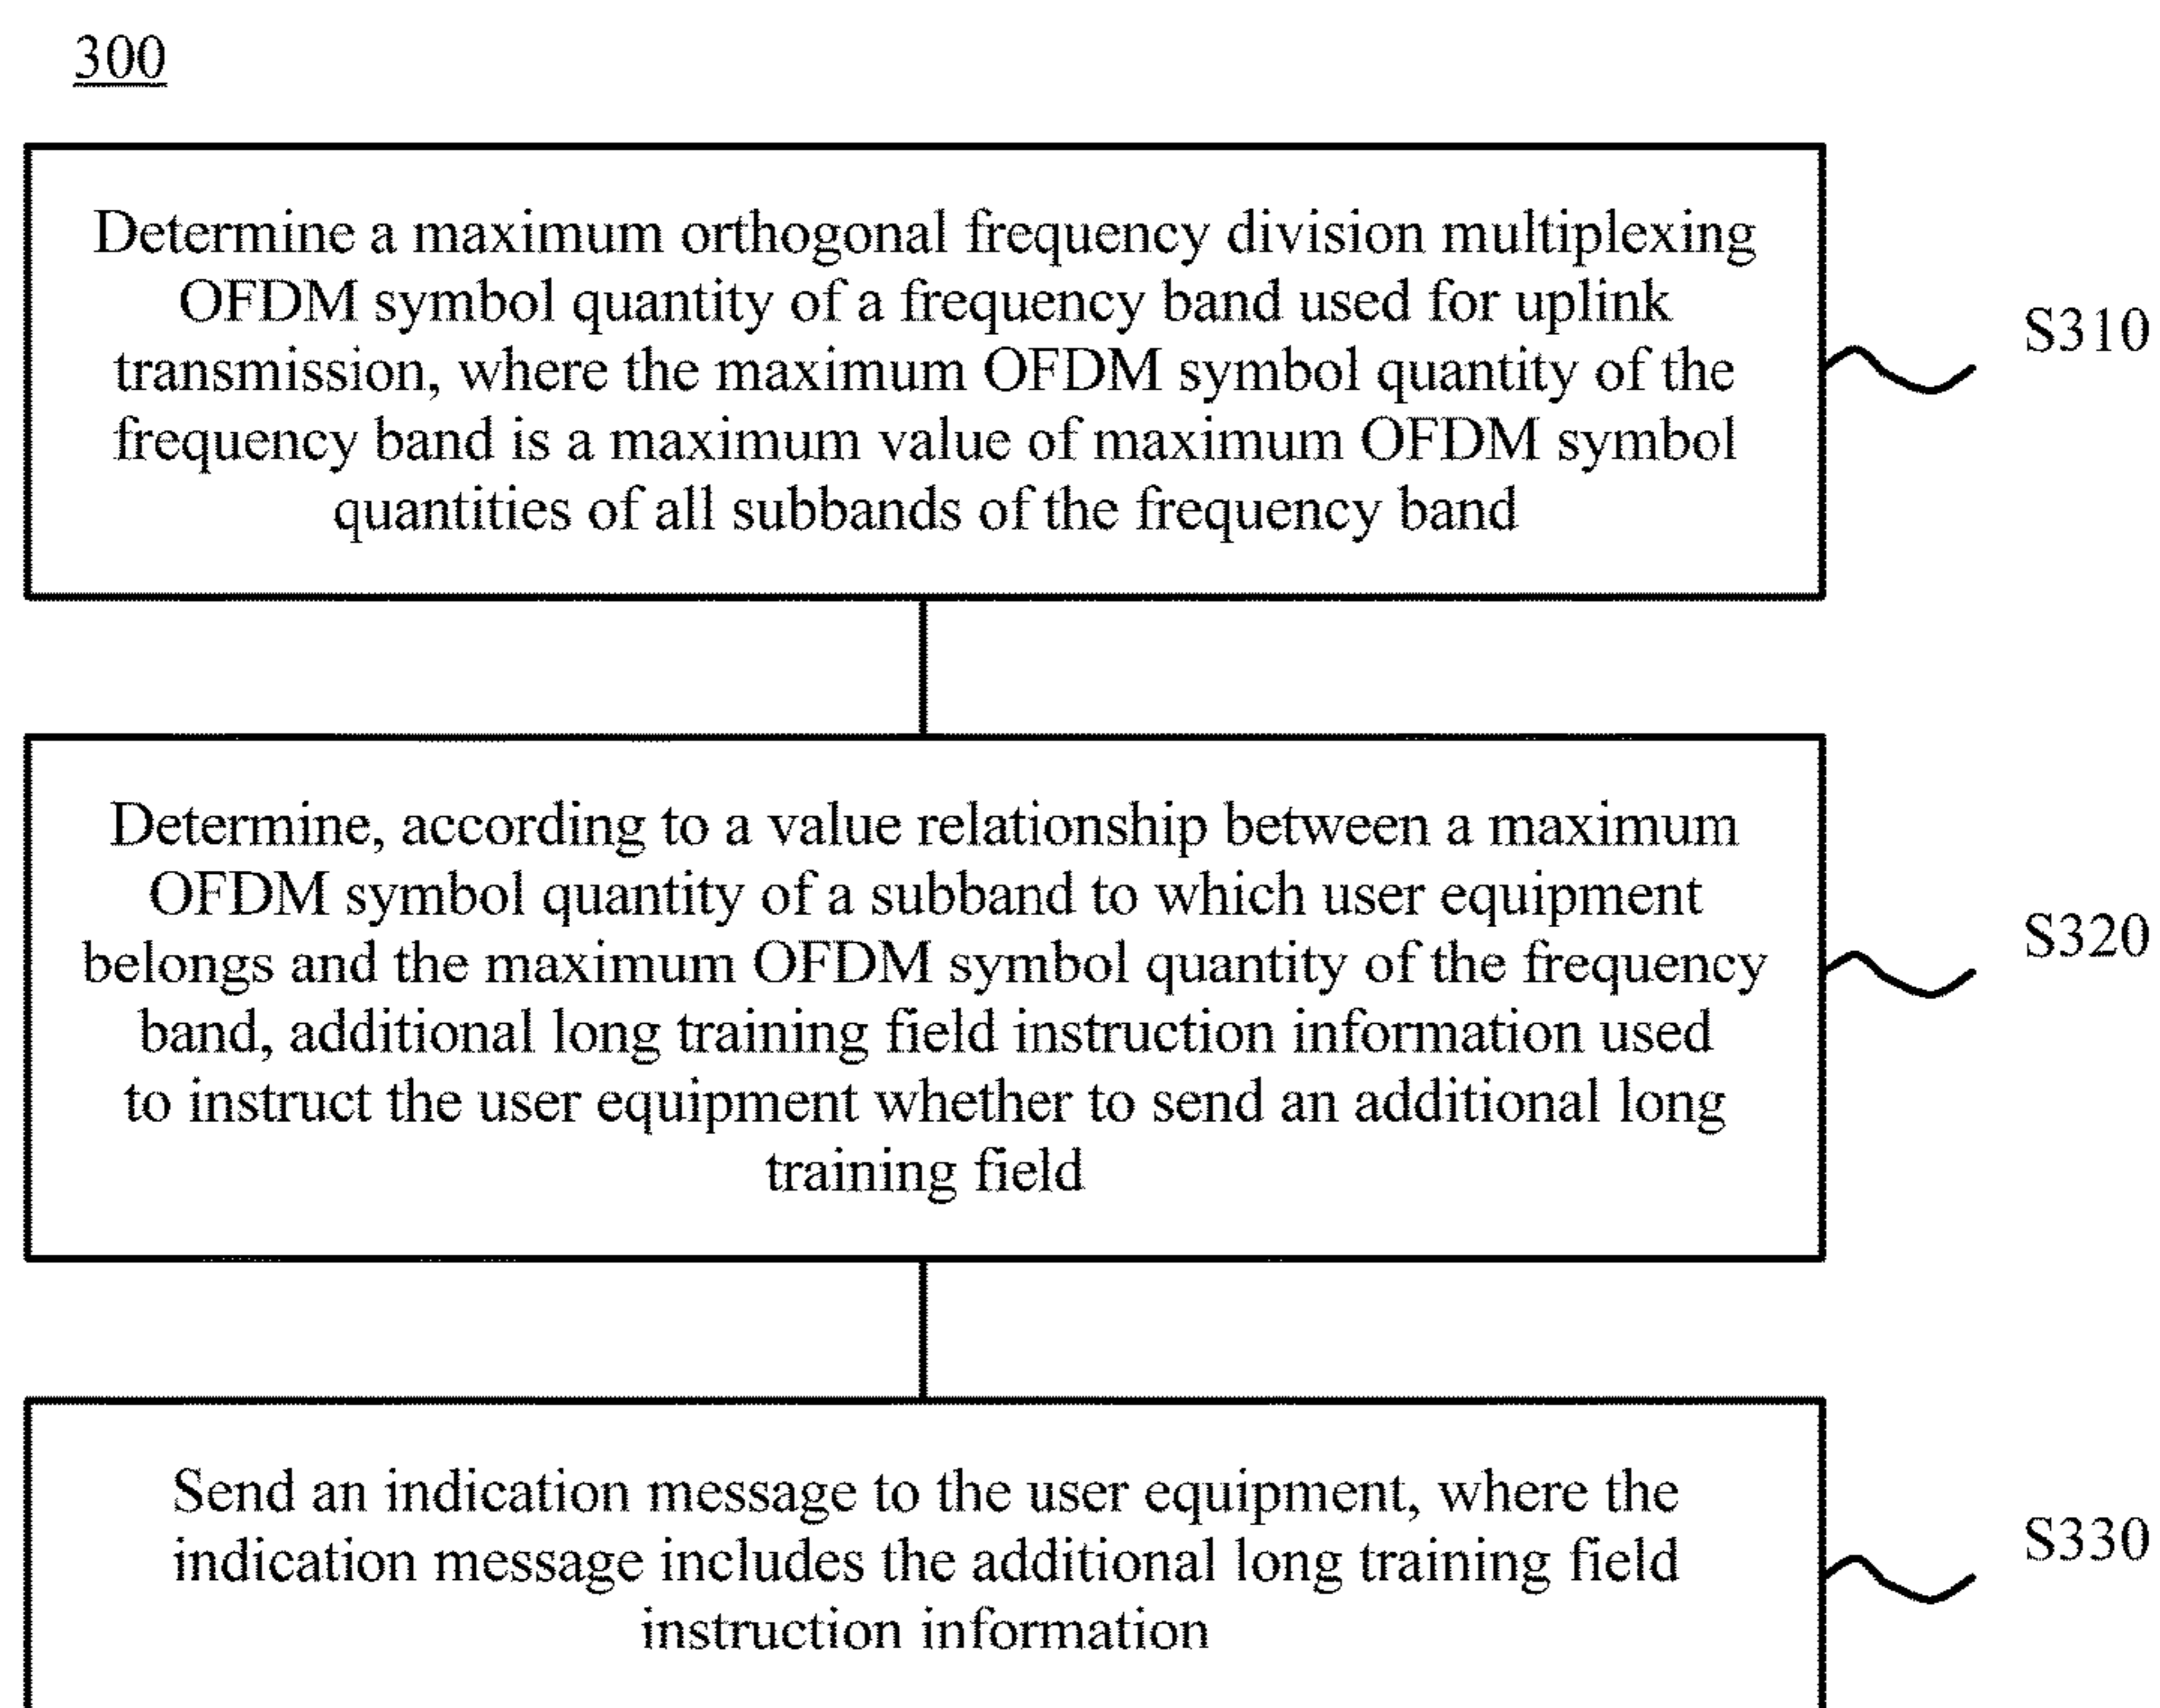 300
Determine a maximum orthogonal frequency division multiplexing
OFDM symbol quantity of a frequency band used for uplink
transmission, where the maximum OFDM symbol quantity of the
frequency band is a maximum value of maximum OFDM symbol
quantities of all subbands of the frequency band
S310
Determine, according to a value relationship between a maximum
OFDM symbol quantity of a subband to which user equipment
belongs and the maximum OFDM symbol quantity of the frequency
band, additional long training field instruction information used
to instruct the user equipment whether to send an additional long
training field
S320
Send an indication message to the user equipment, where the
indication message includes the additional long training field
instruction information
S330